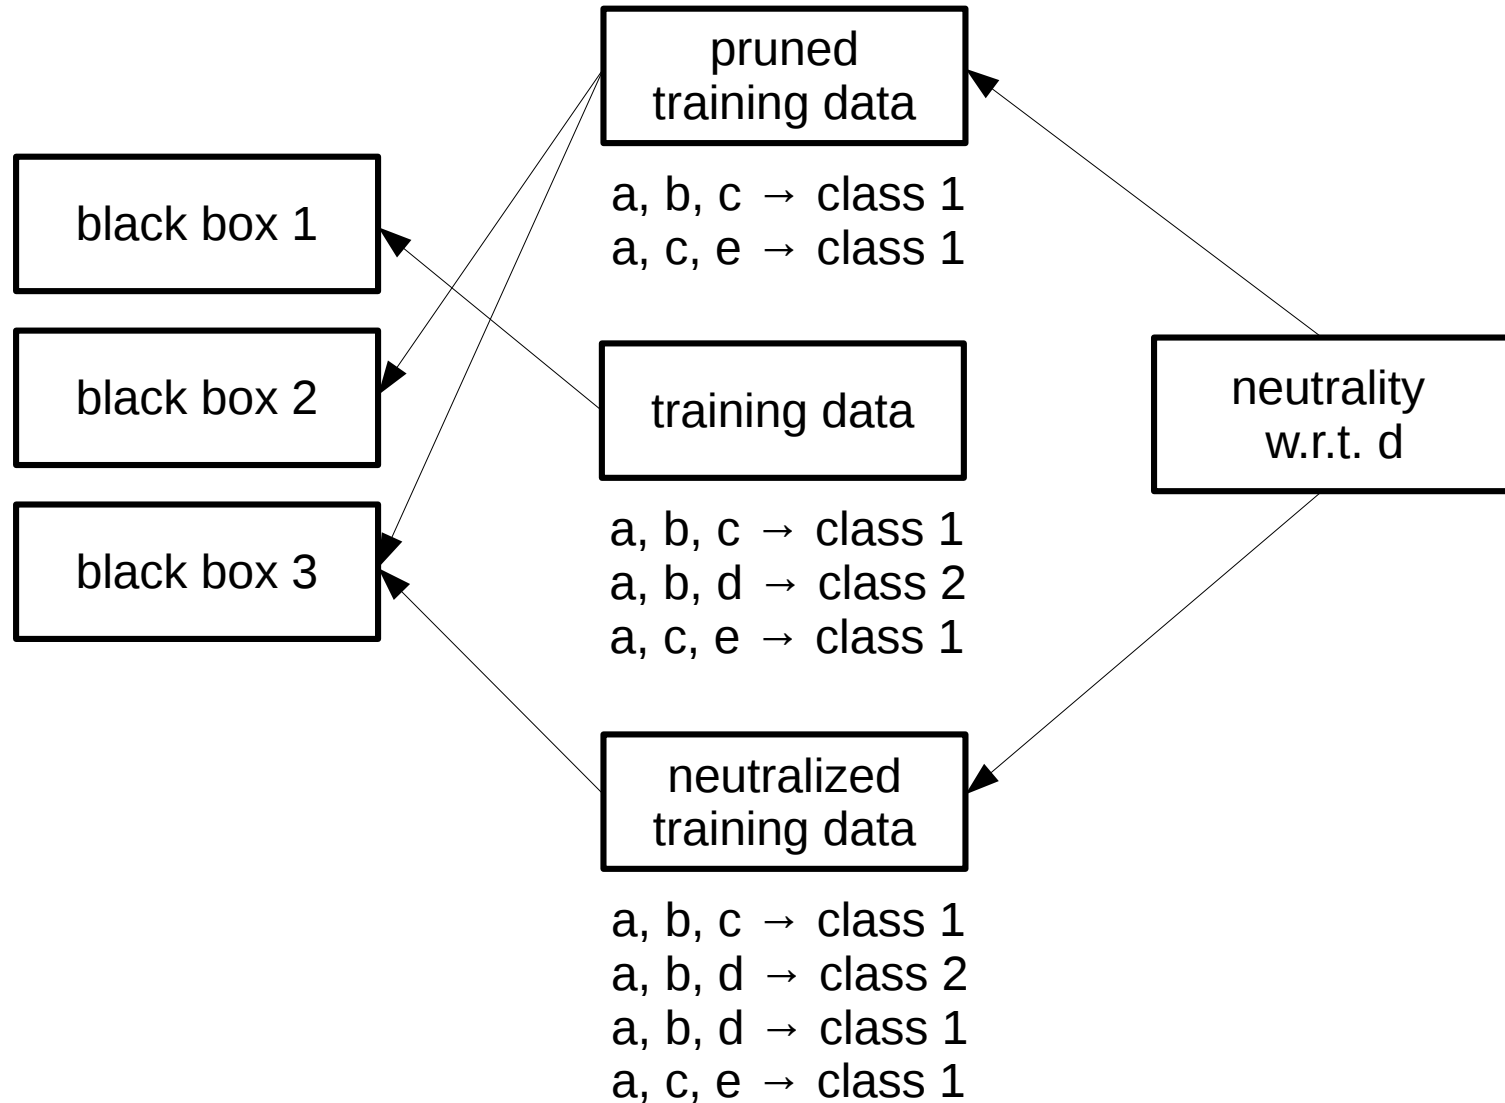 pruned
training data
a, b, c → class 1
a, c, e → class 1
black box 1
black box 2
black box 3
training data
a, b, c → class 1
a, b, d → class 2
a, c, e → class 1
neutrality
w.r.t. d
neutralized
training data
a, b, c → class 1
a, b, d → class 2
a, b, d → class 1
a, c, e → class 1